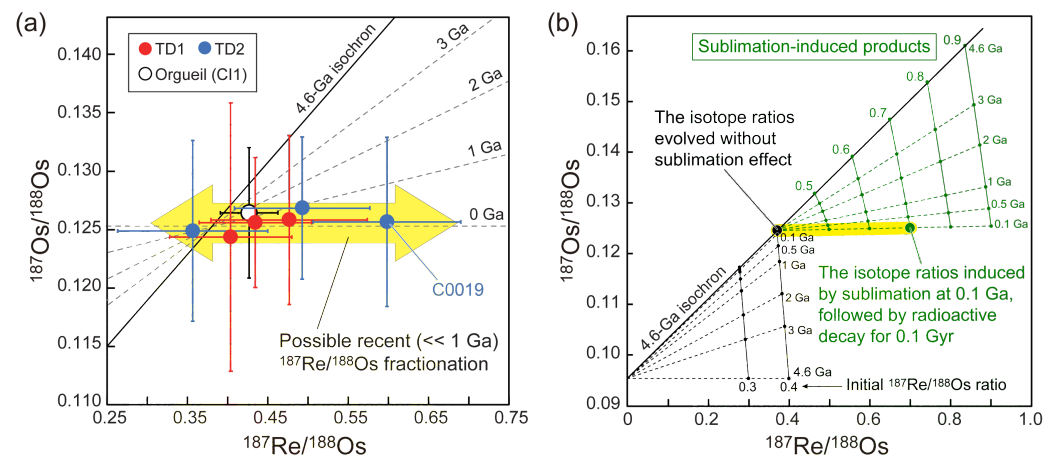 (a)
0.140
0.135
0.130
0.125
0.120
0.115
0.110
187Os/188Os
TD1 TD2
Orgueil (CI1)
4.6-Ga isochron
3 Ga
2 Ga
1 Ga
0 Ga
C0019
Possible recent (<< 1 Ga)
187Re/188Os fractionation
0.25 0.35 0.45 0.55 0.65 0.75
187Re/188Os
(b)
0.16
0.15
0.14
0.13
0.12
0.11
0.10
0.09
187Os/188Os
Sublimation-induced products
The isotope ratios
evolved without
sublimation effect
0.9
0.8
0.7
0.6
0.5
4.6 Ga
3 Ga
2 Ga
1 Ga
0.5 Ga
0.1 Ga
0.1 Ga
0.5 Ga
1 Ga
2 Ga
3 Ga
4.6 Ga
4.6-Ga isochron
The isotope ratios induced
by sublimation at 0.1 Ga,
followed by radioactive
decay for 0.1 Gyr
0.3 0.4 Initial 187Re/188Os ratio
0 0.2 0.4 0.6 0.8 1.0
187Re/188Os